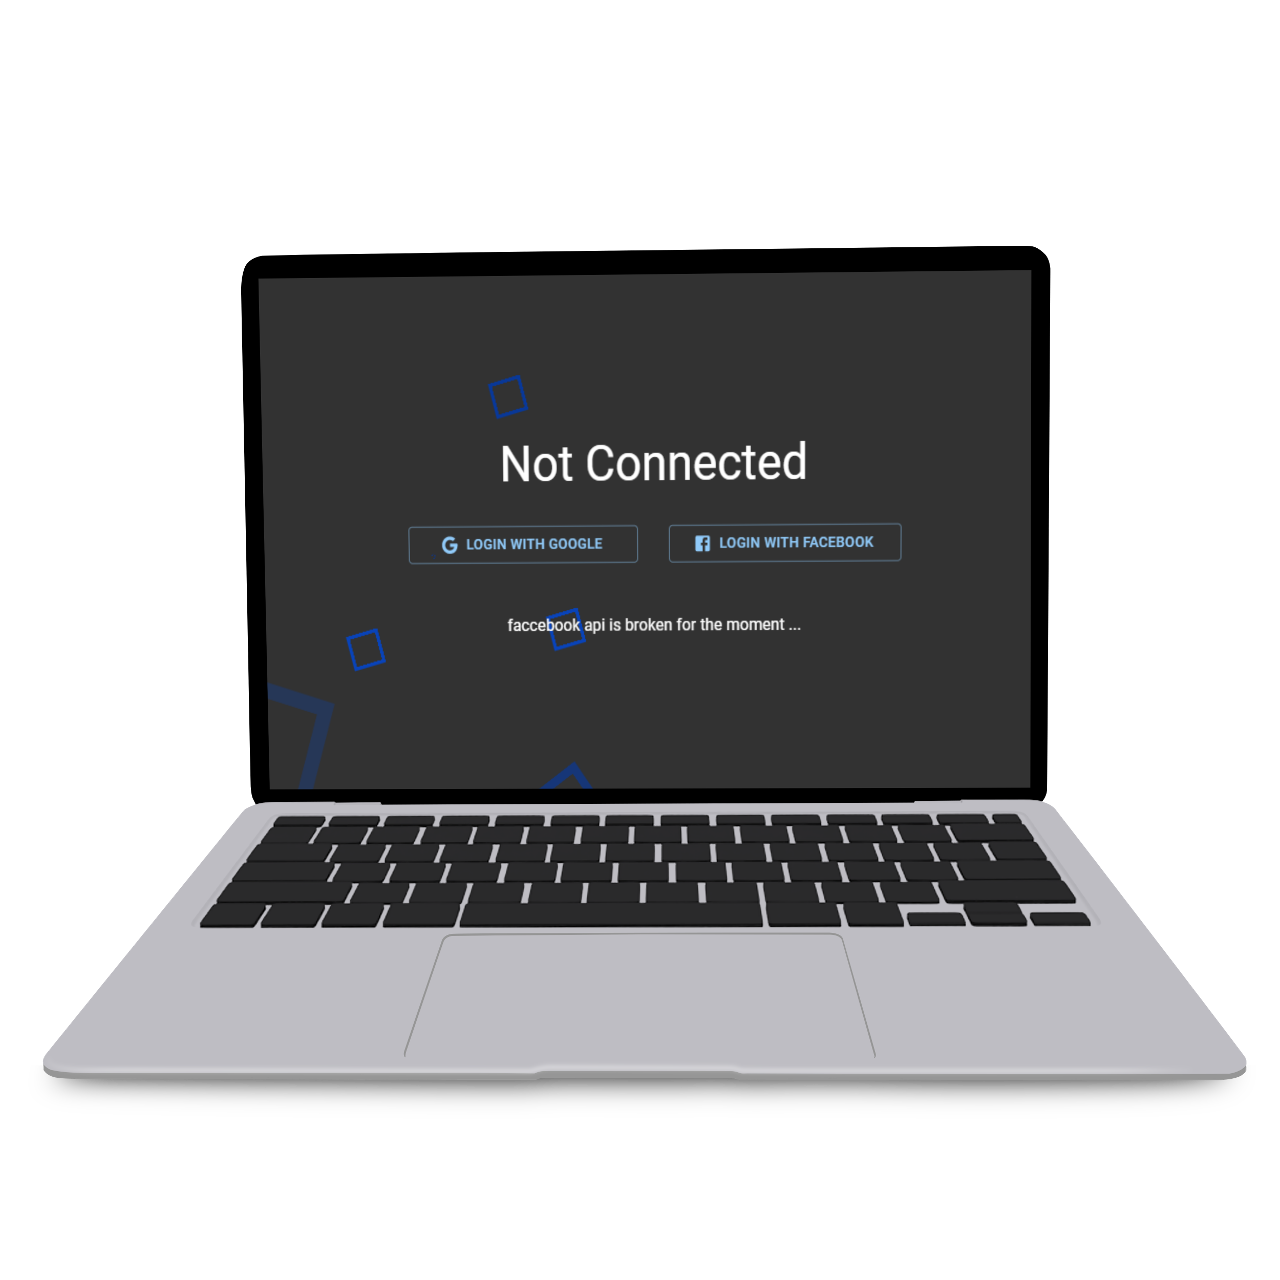 Not Connected
LOGIN WITH GOOGLE
LOGIN WITH FACEBOOK
faccebook api is broken for the moment ...